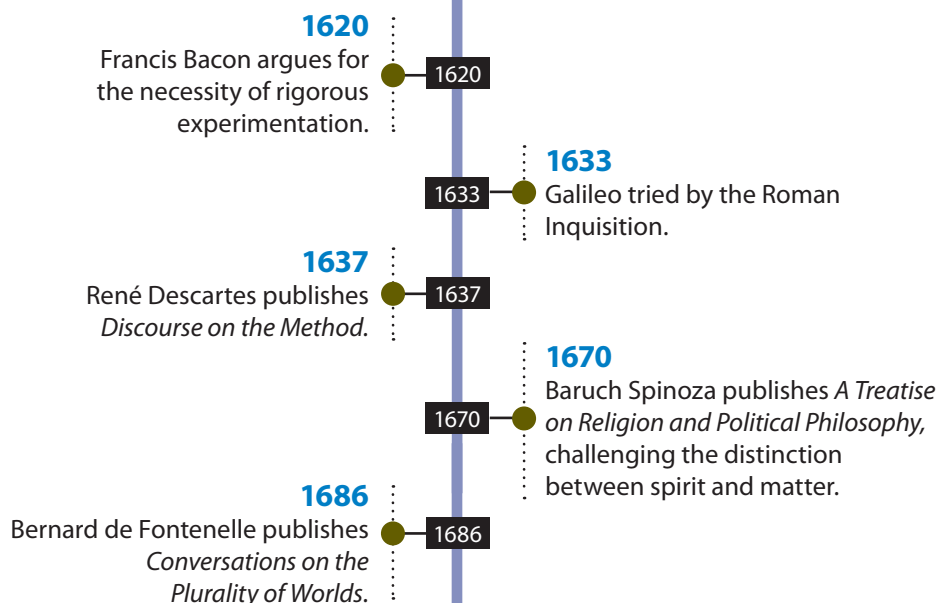 1620
Francis Bacon argues for
the necessity of rigorous
experimentation.
1620
1633
Galileo tried by the Roman
Inquisition.
1633
1637
René Descartes publishes
Discourse on the Method.
1637
1670
Baruch Spinoza publishes A Treatise
on Religion and Political Philosophy,
challenging the distinction
between spirit and matter.
1670
1686
Bernard de Fontenelle publishes
Conversations on the
Plurality of Worlds.
1686